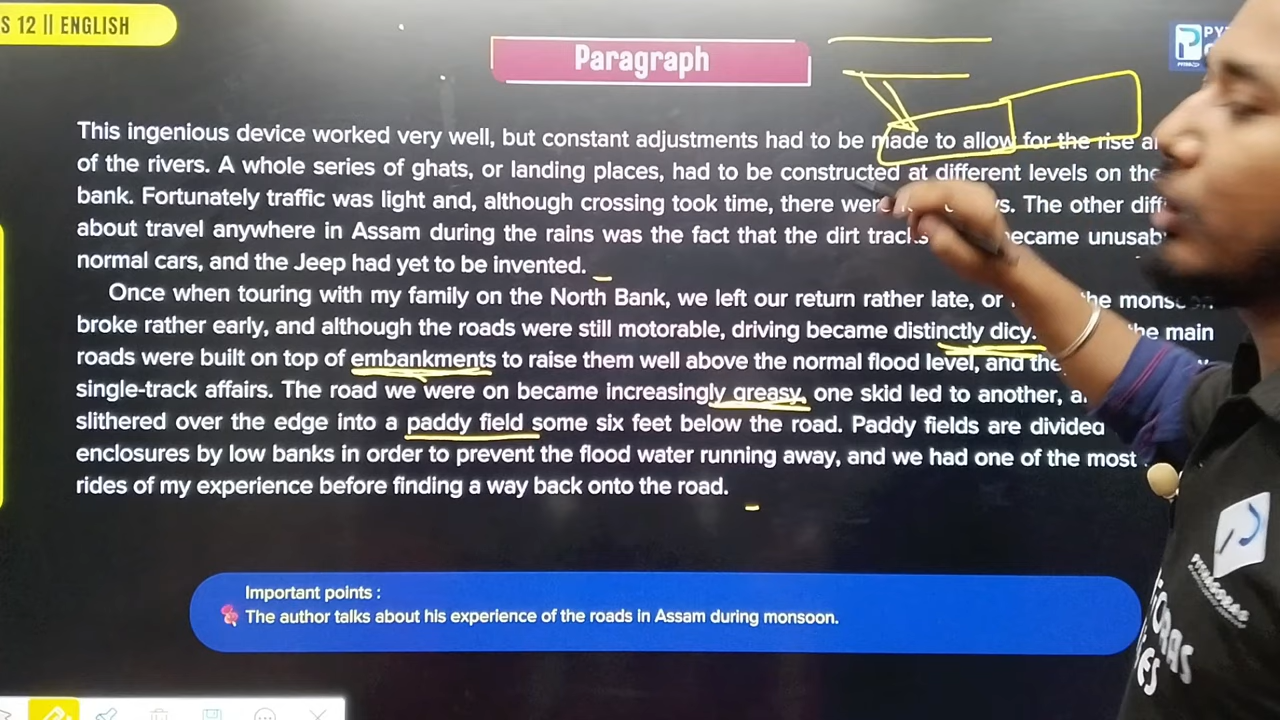 S 12 || ENGLISH
Paragraph
This ingenious device worked very well, but constant adjustments had to be made to allow for the rise
of the rivers. A whole series of ghats, or landing places, had to be constructed at different levels on the
bank. Fortunately traffic was light and, although crossing took time, there were The other
about travel anywhere in Assam during the rains was the fact that the dirt tracks became
normal cars, and the Jeep had yet to be invented.
Once when touring with my family on the North Bank, we left our return rather late, or the monsoon
broke rather early, and although the roads were still motorable, driving became distinctly dicy. the main
roads were built on top of embankments to raise them well above the normal flood level, and
single-track affairs. The road we were on became increasingly greasy, one skid led to another,
slithered over the edge into a paddy field some six feet below the road. Paddy fields are divided
enclosures by low banks in order to prevent the flood water running away, and we had one of the most
rides of my experience before finding a way back onto the road.
Important points :
The author talks about his experience of the roads in Assam during monsoon.
PYTAGORAS